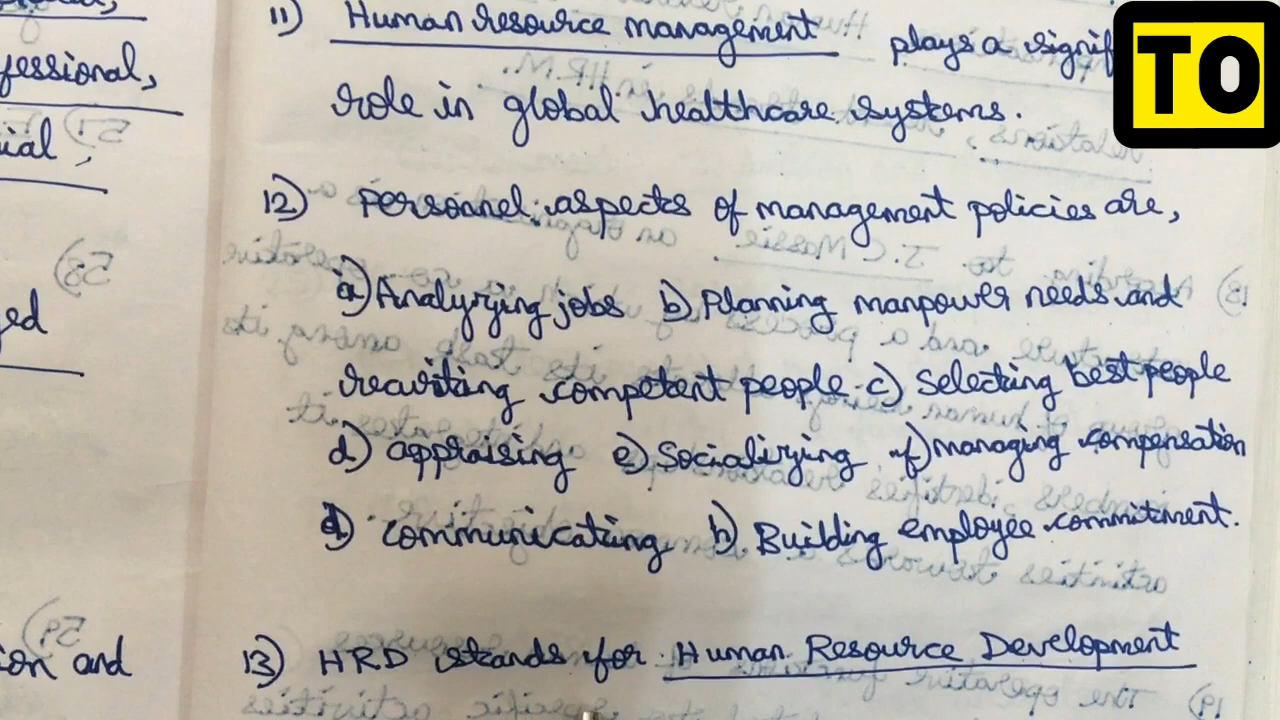 fessional,
ial,
ed
on and
11) Human resource management plays a signif
role in global healthcare systems.
12) Personnel aspects of management policies are,
a) Analyzing jobs b) Planning manpower needs and
recruiting competent people c) Selecting best people
d) appraising e) Socializing f) managing compensation
g) communicating h) Building employee commitment.
13) HRD stands for Human Resource Development
TO